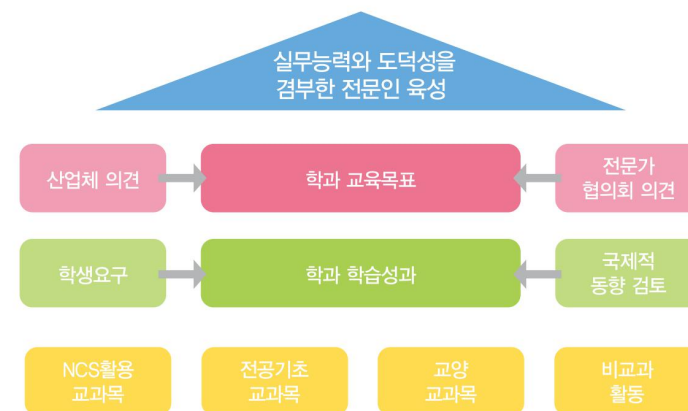 실무능력와 도덕성을
겸부한 전문인 육성
산업체 의견
학과 교육목표
전문가
협의회 의견
학생요구
학과 학습성과
국제적
동향 검토
NCS활용
교과목
전공기초
교과목
교양
교과목
비교과
활동